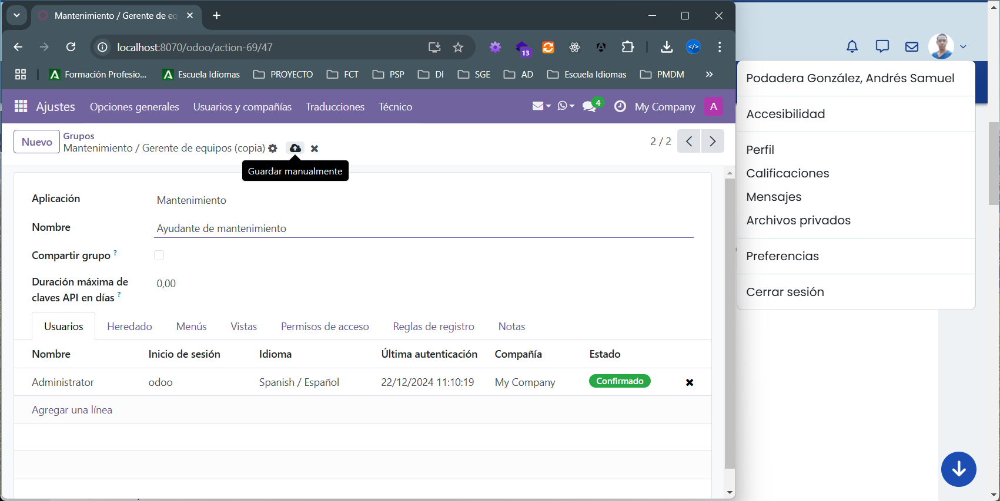 Mantenimiento / Gerente de eq
localhost:8070/odoo/action-69/47
13
Formación Profesio...
Escuela Idiomas
PROYECTO
FCT
PSP
DI
SGE
AD
Escuela Idiomas
PMDM
Ajustes
Opciones generales
Usuarios y compañías
Traducciones
Técnico
4
My Company
A
Nuevo
Grupos
Mantenimiento / Gerente de equipos (copia)
2 / 2
Guardar manualmente
Aplicación
Mantenimiento
Nombre
Ayudante de mantenimiento
Compartir grupo ?
Duración máxima de
claves API en días ?
0,00
Usuarios
Heredado
Menús
Vistas
Permisos de acceso
Reglas de registro
Notas
Nombre
Inicio de sesión
Idioma
Última autenticación
Compañía
Estado
Administrator
odoo
Spanish / Español
22/12/2024 11:10:19
My Company
Confirmado
Agregar una línea
Podadera González, Andrés Samuel
Accesibilidad
Perfil
Calificaciones
Mensajes
Archivos privados
Preferencias
Cerrar sesión